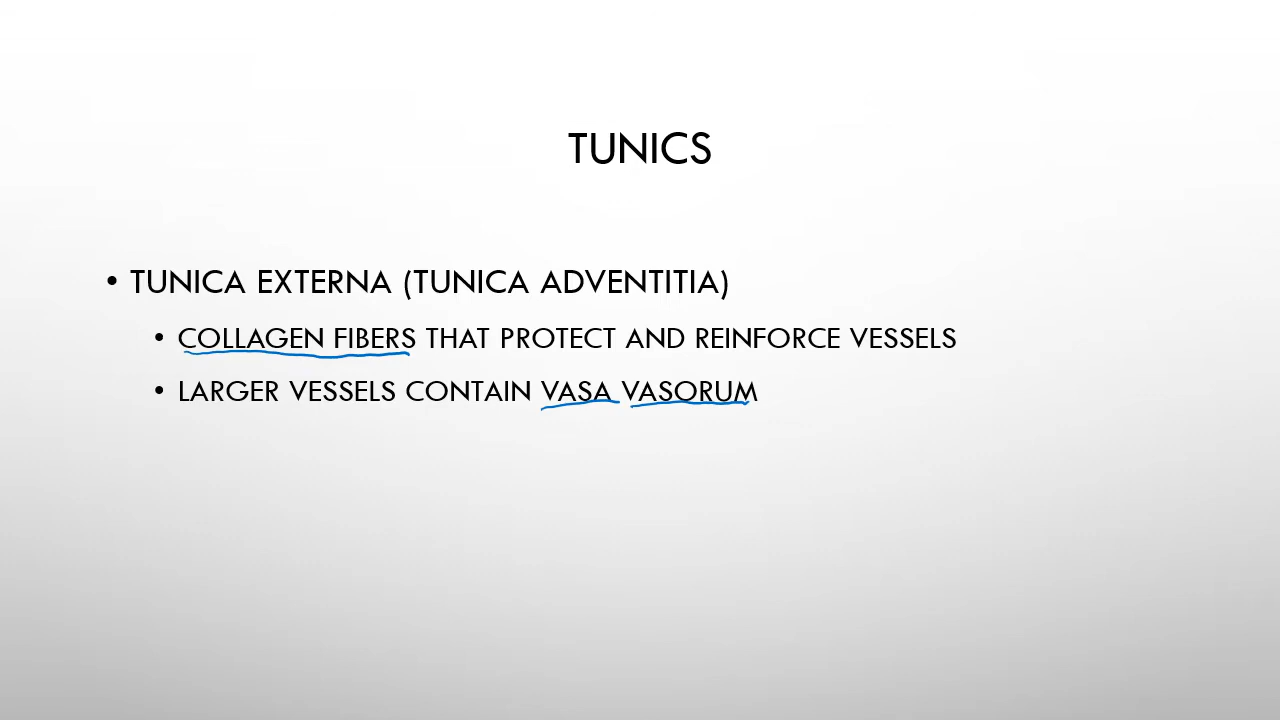 TUNICS
• TUNICA EXTERNA (TUNICA ADVENTITIA)
• COLLAGEN FIBERS THAT PROTECT AND REINFORCE VESSELS
• LARGER VESSELS CONTAIN VASA VASORUM